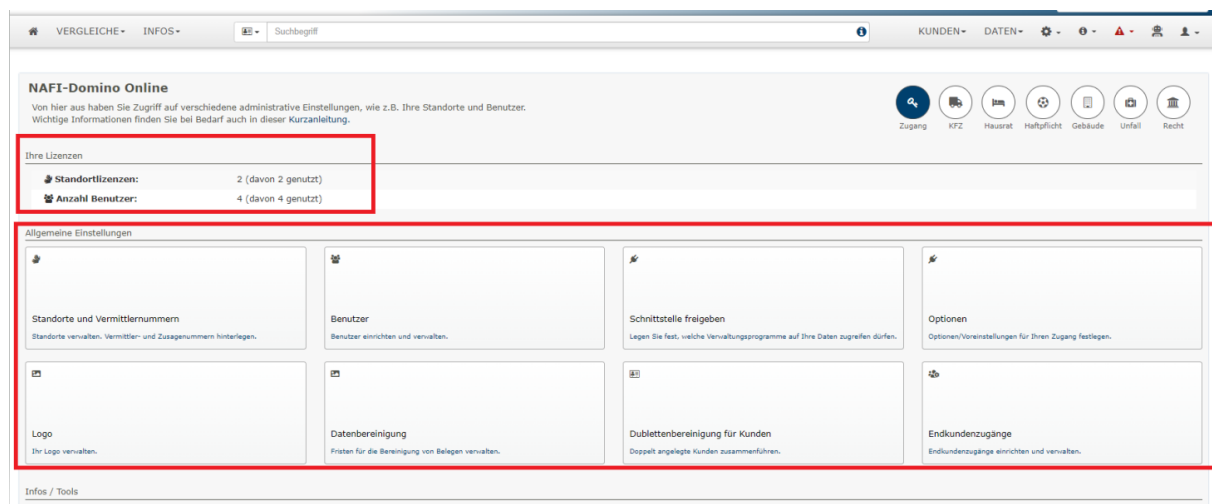 VERGLEICHE INFOS Suchbegriff KUNDEN DATEN
NAFI-Domino Online
Von hier aus haben Sie Zugriff auf verschiedene administrative Einstellungen, wie z.B. Ihre Standorte und Benutzer.
Wichtige Informationen finden Sie bei Bedarf auch in dieser Kurzanleitung.
Zugang KFZ Hausrat Haftpflicht Gebäude Unfall Recht
Ihre Lizenzen
Standortlizenzen: 2 (davon 2 genutzt)
Anzahl Benutzer: 4 (davon 4 genutzt)
Allgemeine Einstellungen
Standorte und Vermittlernummern
Standorte verwalten. Vermittler- und Zusagenummern hinterlegen.
Benutzer
Benutzer einrichten und verwalten.
Schnittstelle freigeben
Legen Sie fest, welche Verwaltungsprogramme auf Ihre Daten zugreifen dürfen.
Optionen
Optionen/Voreinstellungen für Ihren Zugang festlegen.
Logo
Ihr Logo verwalten.
Datenbereinigung
Fristen für die Bereinigung von Belegen verwalten.
Dublettenbereinigung für Kunden
Doppelt angelegte Kunden zusammenführen.
Endkundenzugänge
Endkundenzugänge einrichten und verwalten.
Infos / Tools